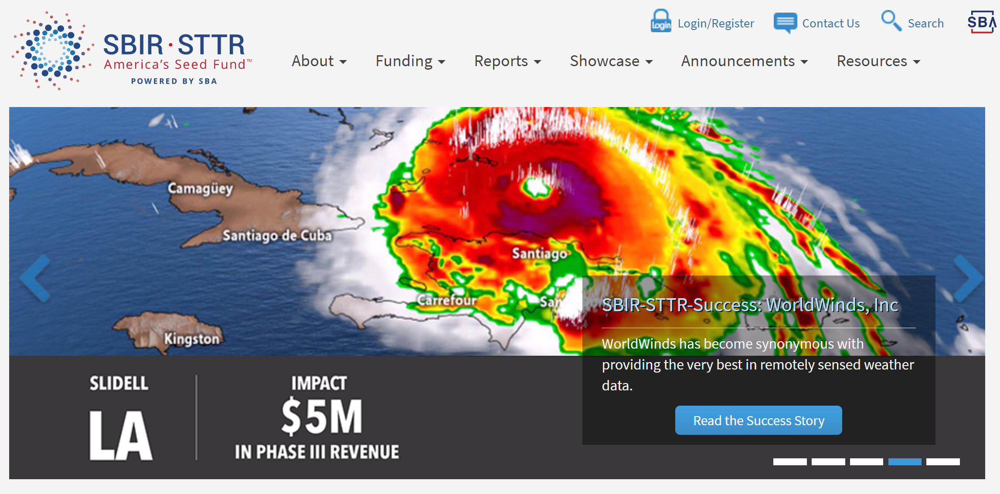 Login
Login/Register
Contact Us
Search
SBA
SBIR·STTR
America's Seed Fund™
POWERED BY SBA
About
Funding
Reports
Showcase
Announcements
Resources
Camagüey
Santiago de Cuba
Santiago
Carrefour
San
Kingston
SBIR-STTR-Success: WorldWinds, Inc
WorldWinds has become synonymous with
providing the very best in remotely sensed weather
data.
Read the Success Story
SLIDELL
LA
IMPACT
$5M
IN PHASE III REVENUE